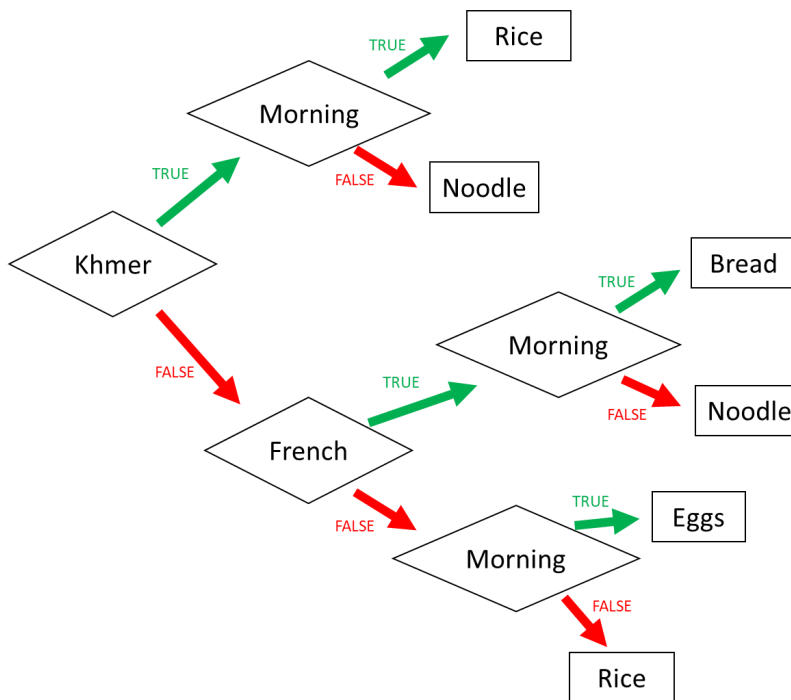 TRUE
Rice
Morning
TRUE
FALSE
Noodle
Khmer
TRUE
Bread
FALSE
Morning
TRUE
FALSE
Noodle
French
FALSE
TRUE
Eggs
Morning
FALSE
Rice